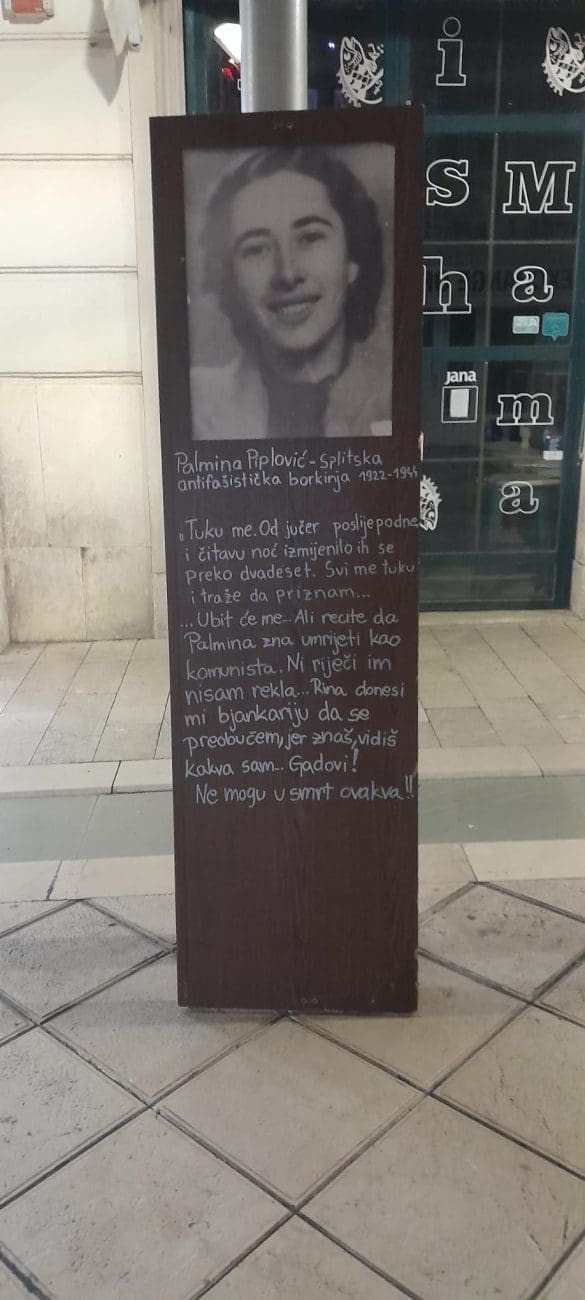 Palmina Piplović - Splitska
antifašistička borkinja 1922-1944
„Tuku me. Od jučer poslijepodne
i čitavu noć izmijenilo ih se
preko dvadeset. Svi me tuku
i traže da priznam...
...Ubit će me... Ali recite da
Palmina zna umrijeti kao
komunista. Ni riječi im
nisam rekla... Rina donesi
mi bjankariju da se
preobučem, jer znaš, vidiš
kakva sam.. Gadovi!
Ne mogu u smrt ovakva!!
i
s M
h a
Jana
m
a